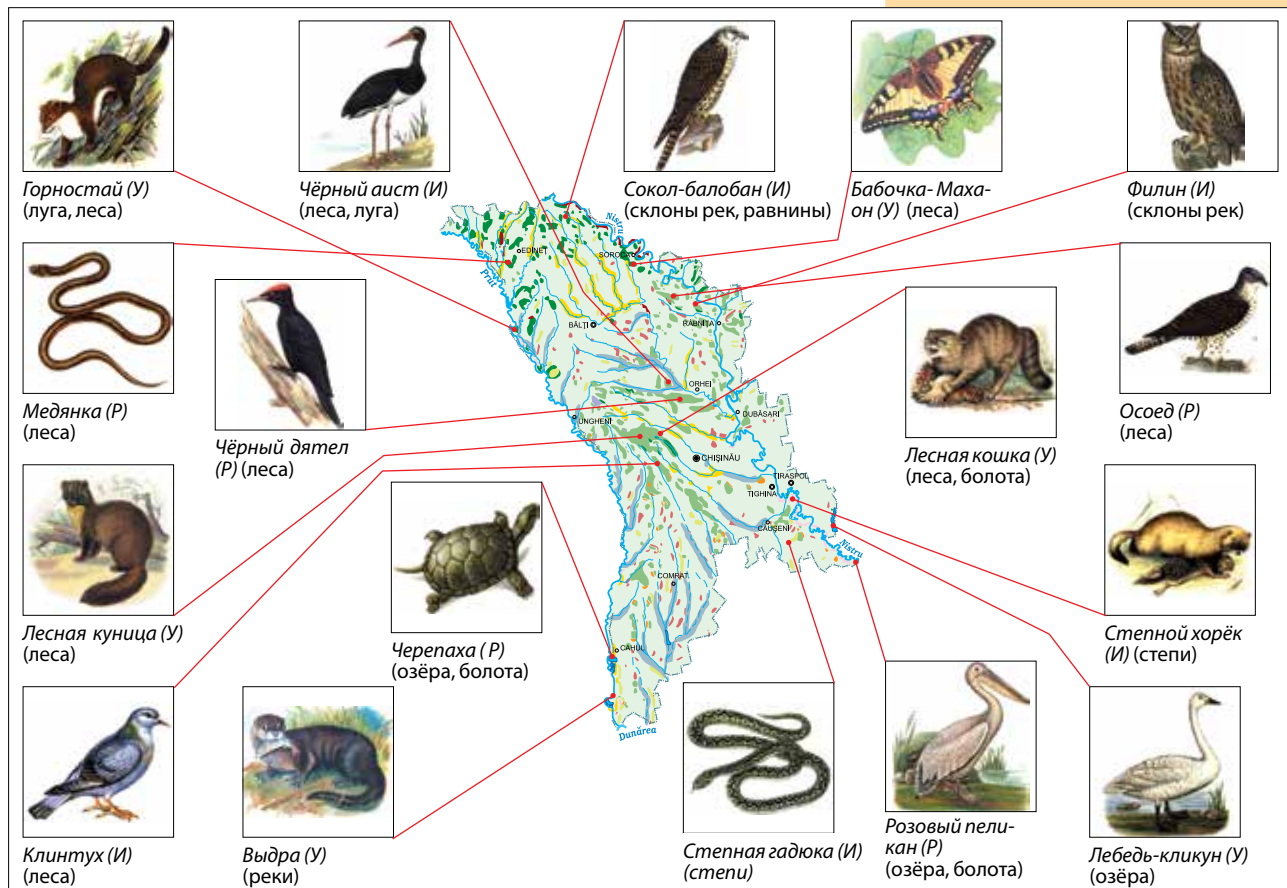 Горностай (У)
(луга, леса)
Чёрный аист (И)
(леса, луга)
Сокол-балобан (И)
(склоны рек, равнины)
Бабочка- Маха-
он (У) (леса)
Филин (И)
(склоны рек)
Медянка (Р)
(леса)
Чёрный дятел
(Р) (леса)
Лесная кошка (У)
(леса, болота)
Осоед (Р)
(леса)
Лесная куница (У)
(леса)
Черепаха ( Р)
(озёра, болота)
Степной хорёк
(И) (степи)
Клинтух (И)
(леса)
Выдра (У)
(реки)
Степная гадюка (И)
(степи)
Розовый пели-
кан (Р)
(озёра, болота)
Лебедь-кликун (У)
(озёра)
Nistru
EDINEȚ
SOROCA
Prut
BĂLȚI
RÂBNIȚA
ORHEI
UNGHENI
DUBĂSARI
CHIȘINĂU
TIRASPOL
TIGHINA
CĂUȘENI
Nistru
COMRAT
CAHUL
Dunărea